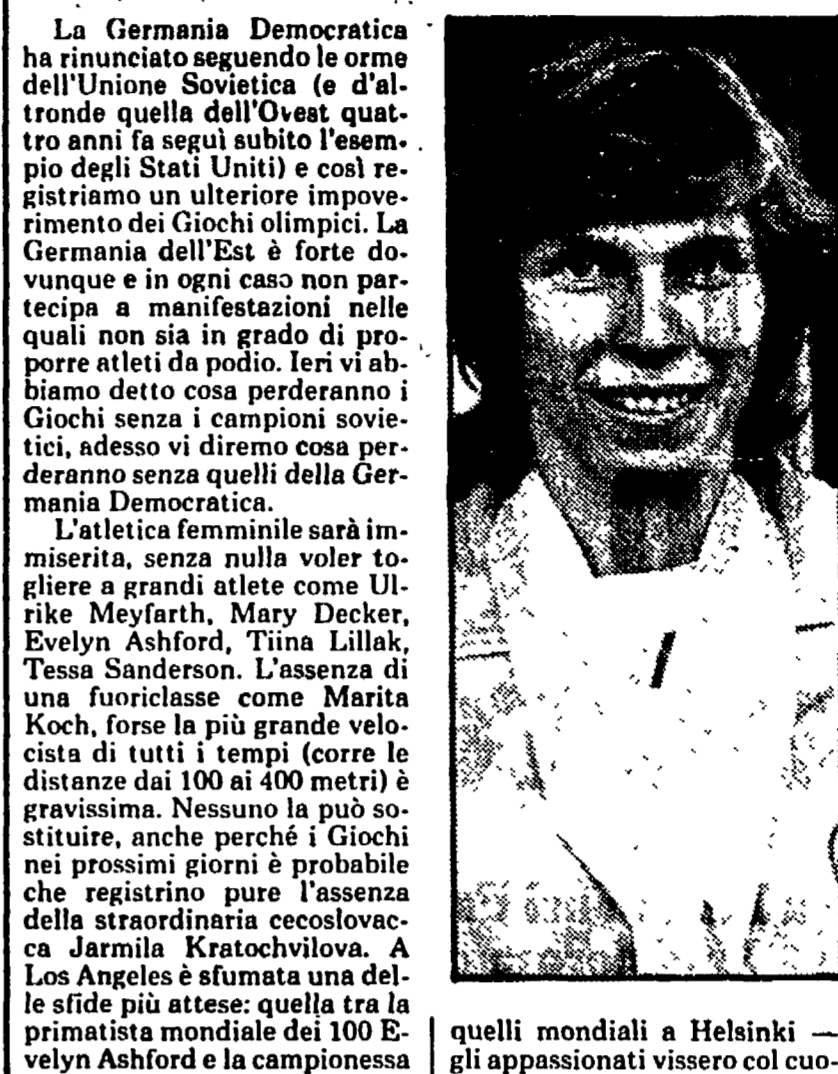 La Germania Democratica
ha rinunciato seguendo le orme
dell'Unione Sovietica (e d'al-
tronde quella dell'Ovest quat-
tro anni fa seguì subito l'esem-
pio degli Stati Uniti) e così re-
gistriamo un ulteriore impove-
rimento dei Giochi olimpici. La
Germania dell'Est è forte do-
vunque e in ogni caso non par-
tecipa a manifestazioni nelle
quali non sia in grado di pro-
porre atleti da podio. Ieri vi ab-
biamo detto cosa perderanno i
Giochi senza i campioni sovie-
tici, adesso vi diremo cosa per-
deranno senza quelli della Ger-
mania Democratica.
L'atletica femminile sarà im-
miserita, senza nulla voler to-
gliere a grandi atlete come Ul-
rike Meyfarth, Mary Decker,
Evelyn Ashford, Tiina Lillak,
Tessa Sanderson. L'assenza di
una fuoriclasse come Marita
Koch, forse la più grande velo-
cista di tutti i tempi (corre le
distanze dai 100 ai 400 metri) è
gravissima. Nessuno la può so-
stituire, anche perché i Giochi
nei prossimi giorni è probabile
che registrino pure l'assenza
della straordinaria cecoslovac-
ca Jarmila Kratochvilova. A
Los Angeles è sfumata una del-
le sfide più attese: quella tra la
primatista mondiale dei 100 E-
velyn Ashford e la campionessa
quelli mondiali a Helsinki —
gli appassionati vissero col cuo-